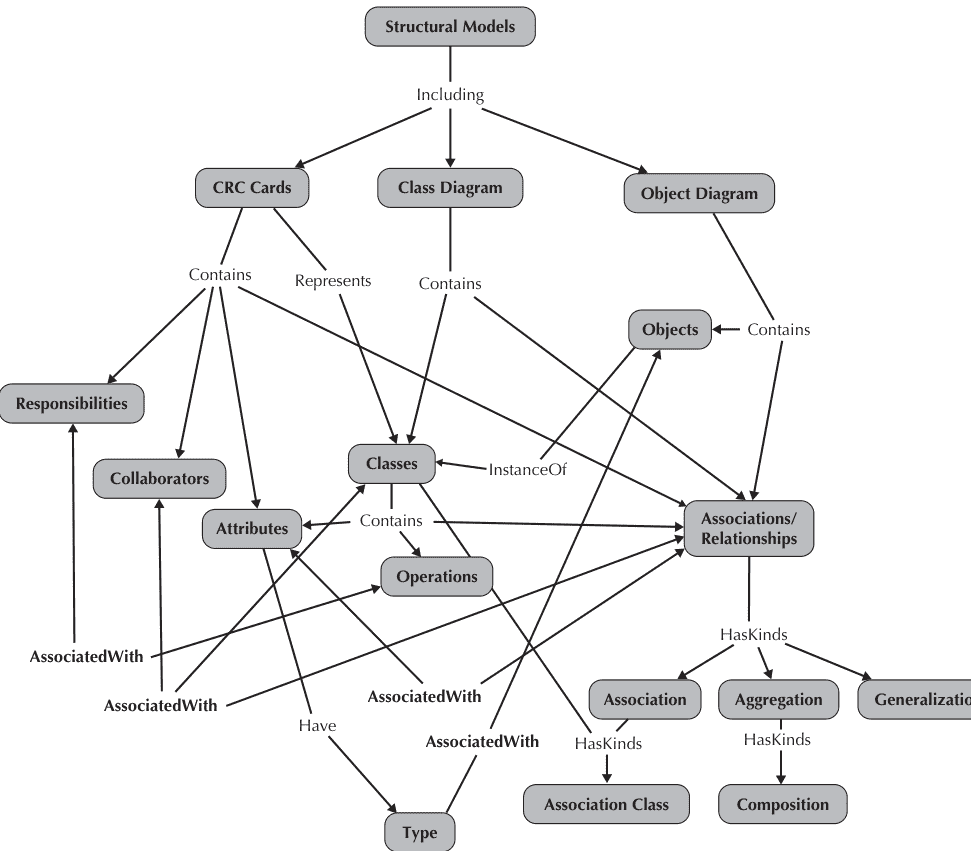 Structural Models
Including
CRC Cards
Class Diagram
Object Diagram
Contains
Represents
Contains
Objects
Contains
Responsibilities
Collaborators
Classes
InstanceOf
Attributes
Contains
Associations/
Relationships
Operations
HasKinds
AssociatedWith
AssociatedWith
AssociatedWith
Association
Aggregation
Generalizatio
Have
AssociatedWith
HasKinds
HasKinds
Association Class
Composition
Type